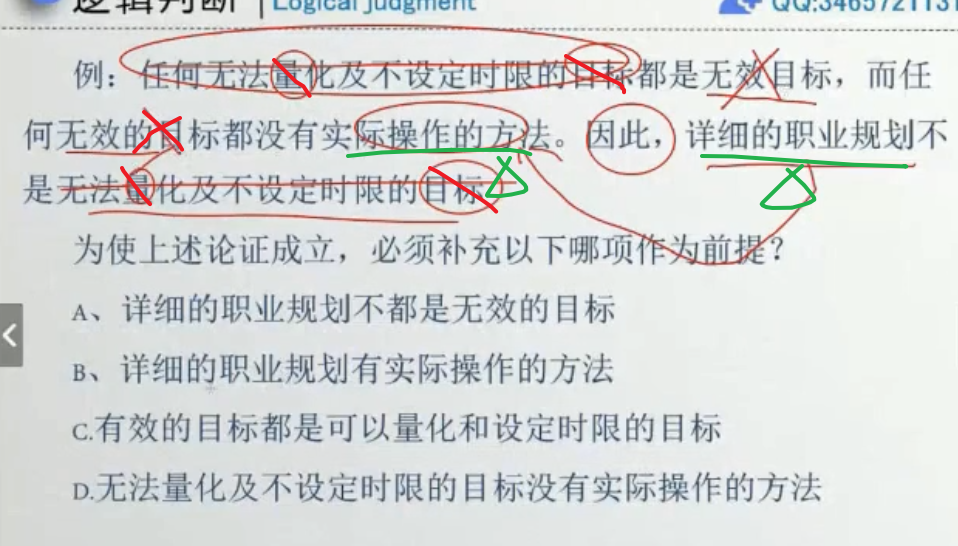 逻辑判断 Logical Judgment QQ:3465721131
例：任何无法量化及不设定时限的目标都是无效目标，而任
何无效的目标都没有实际操作的方法。因此，详细的职业规划不
是无法量化及不设定时限的目标
为使上述论证成立，必须补充以下哪项作为前提？
A、详细的职业规划不都是无效的目标
B、详细的职业规划有实际操作的方法
C.有效的目标都是可以量化和设定时限的目标
D.无法量化及不设定时限的目标没有实际操作的方法